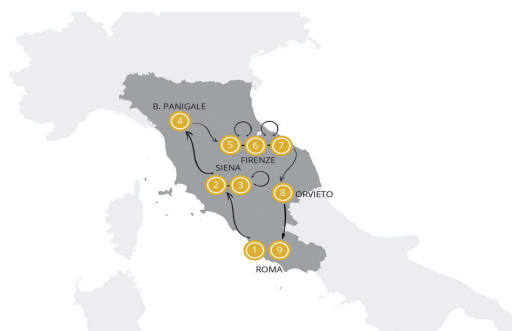 B. PANIGALE
4
5 6 7
FIRENZE
SIENA
2 3
8 ORVIETO
1 9
ROMA